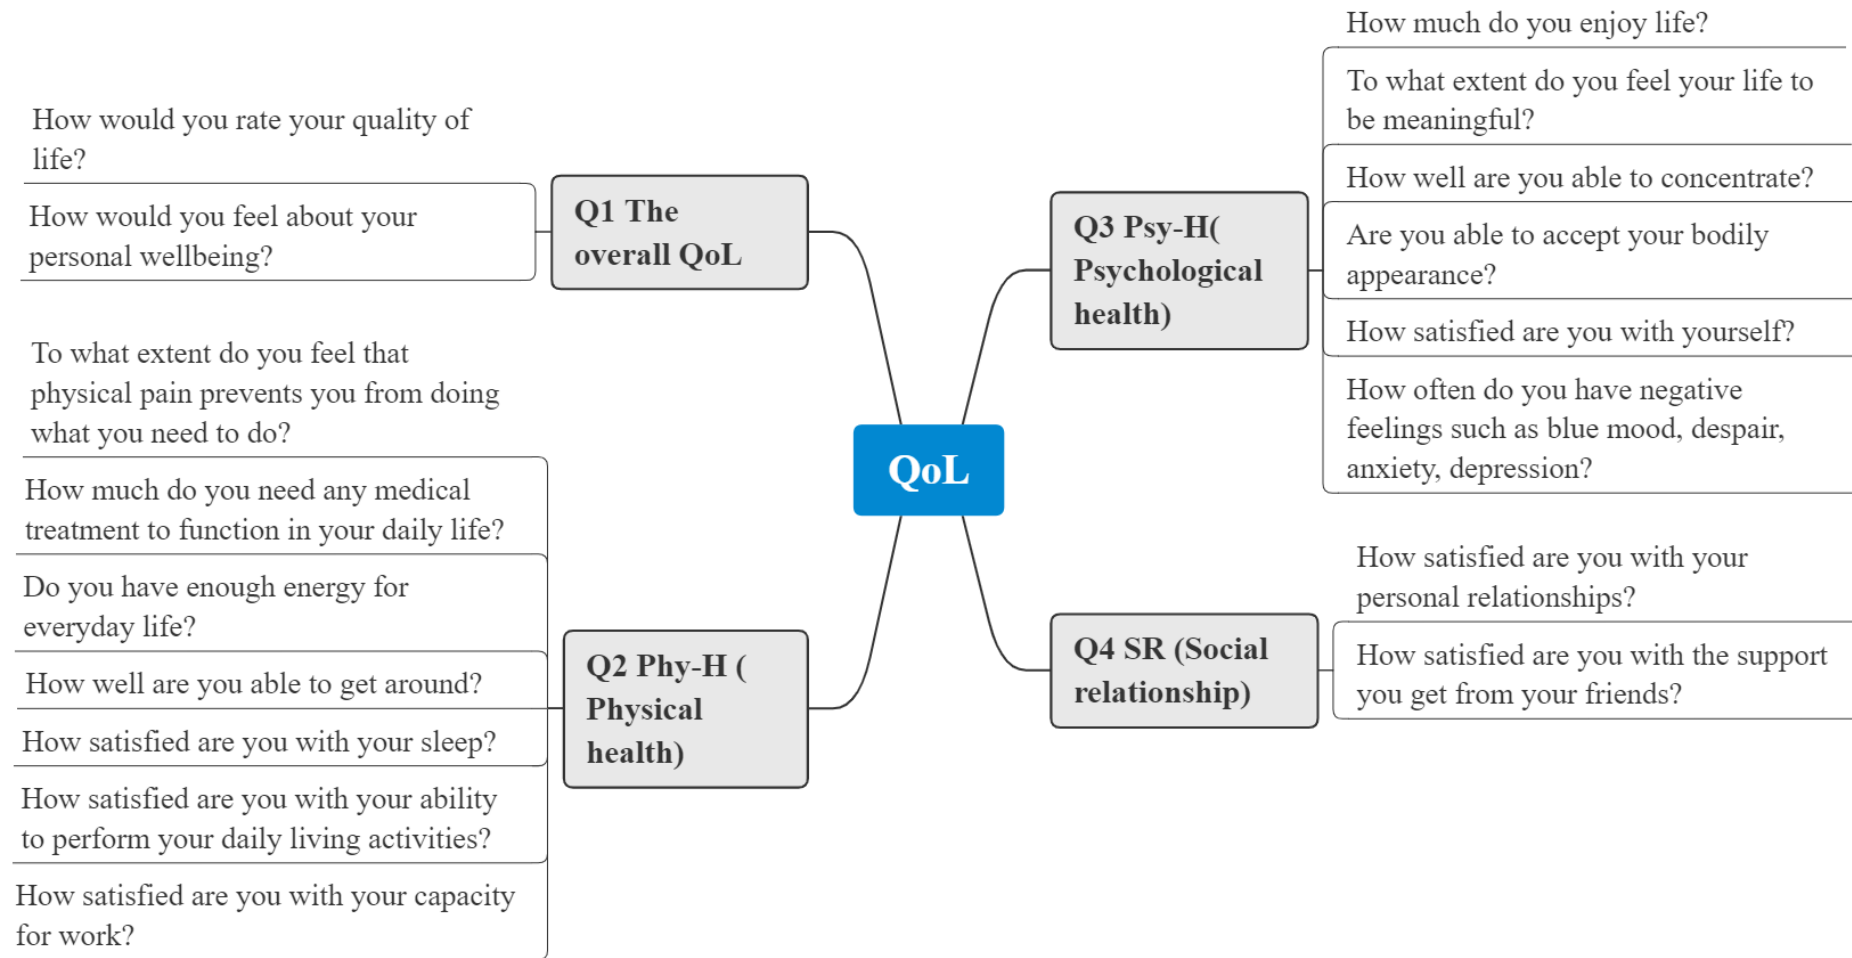 How would you rate your quality of
life?
How would you feel about your
personal wellbeing?
Q1 The
overall QoL
To what extent do you feel that
physical pain prevents you from doing
what you need to do?
How much do you need any medical
treatment to function in your daily life?
Do you have enough energy for
everyday life?
How well are you able to get around?
How satisfied are you with your sleep?
How satisfied are you with your ability
to perform your daily living activities?
How satisfied are you with your capacity
for work?
Q2 Phy-H (
Physical
health)
QoL
Q3 Psy-H(
Psychological
health)
How much do you enjoy life?
To what extent do you feel your life to
be meaningful?
How well are you able to concentrate?
Are you able to accept your bodily
appearance?
How satisfied are you with yourself?
How often do you have negative
feelings such as blue mood, despair,
anxiety, depression?
Q4 SR (Social
relationship)
How satisfied are you with your
personal relationships?
How satisfied are you with the support
you get from your friends?